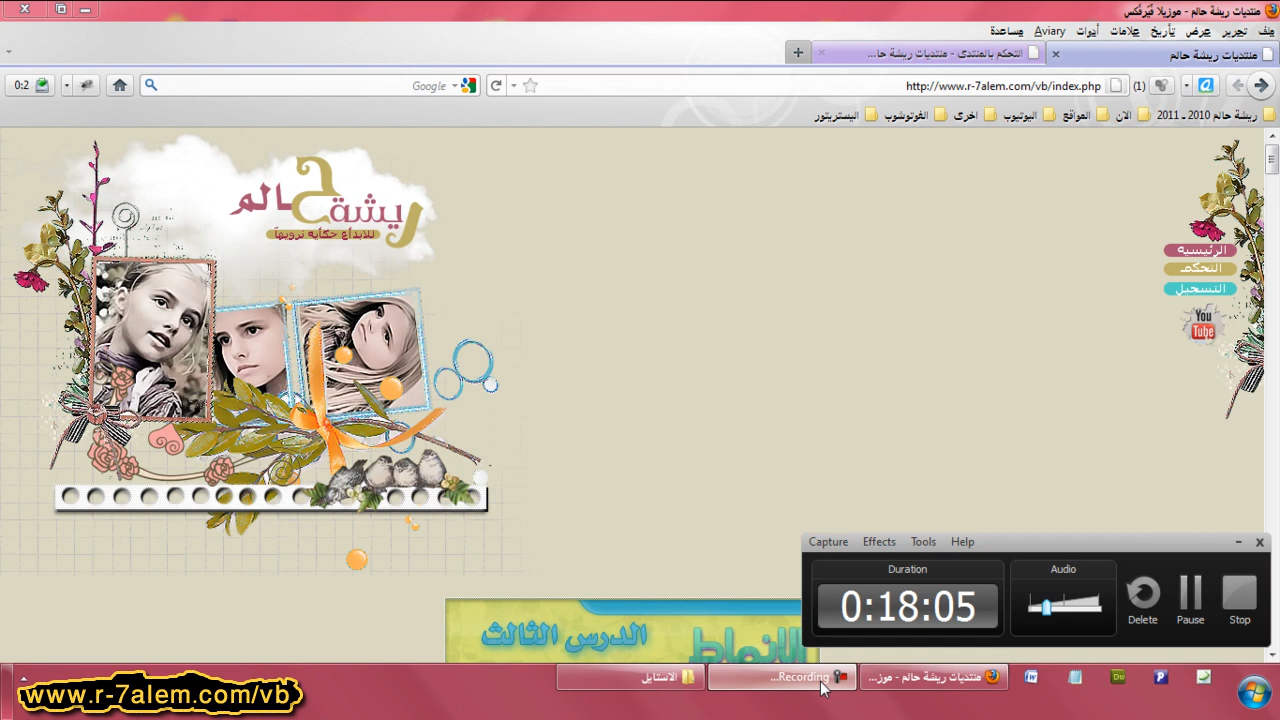 منتديات ريشة حالم - موزيلا فَيَرفُكس
ملف تحرير عرض تأريخ علامات أدوات Aviary مساعدة
منتديات ريشة حالم
التحكم بالمنتدى - منتديات ريشة حا...
http://www.r-7alem.com/vb/index.php
(1)
Google
0:2
ريشة حالم 2010 ـ 2011
الان
المواقع
اليوتيوب
اخرى
الفوتوشوب
اليستريتور
ريشة حالم
للابداع حكايه نرويها
الرئيسيه
التحكم
التسجيل
You
Tube
Capture Effects Tools Help
Duration
0:18:05
Audio
Delete
Pause
Stop
الدرس الثالث
الانماط
منتديات ريشة حالم - موز...
Recording...
الاستايل
www.r-7alem.com/vb